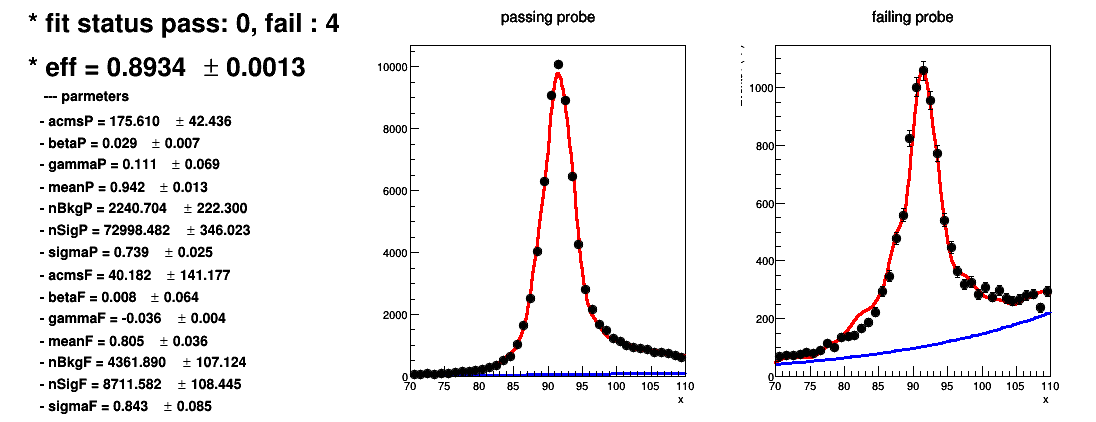 * fit status pass: 0, fail : 4
* eff = 0.8934 ± 0.0013
--- parmeters
- acmsP = 175.610 ± 42.436
- betaP = 0.029 ± 0.007
- gammaP = 0.111 ± 0.069
- meanP = 0.942 ± 0.013
- nBkgP = 2240.704 ± 222.300
- nSigP = 72998.482 ± 346.023
- sigmaP = 0.739 ± 0.025
- acmsF = 40.182 ± 141.177
- betaF = 0.008 ± 0.064
- gammaF = -0.036 ± 0.004
- meanF = 0.805 ± 0.036
- nBkgF = 4361.890 ± 107.124
- nSigF = 8711.582 ± 108.445
- sigmaF = 0.843 ± 0.085
passing probe
10000
8000
6000
4000
2000
0
70 75 80 85 90 95 100 105 110
x
failing probe
1000
800
600
400
200
0
70 75 80 85 90 95 100 105 110
x